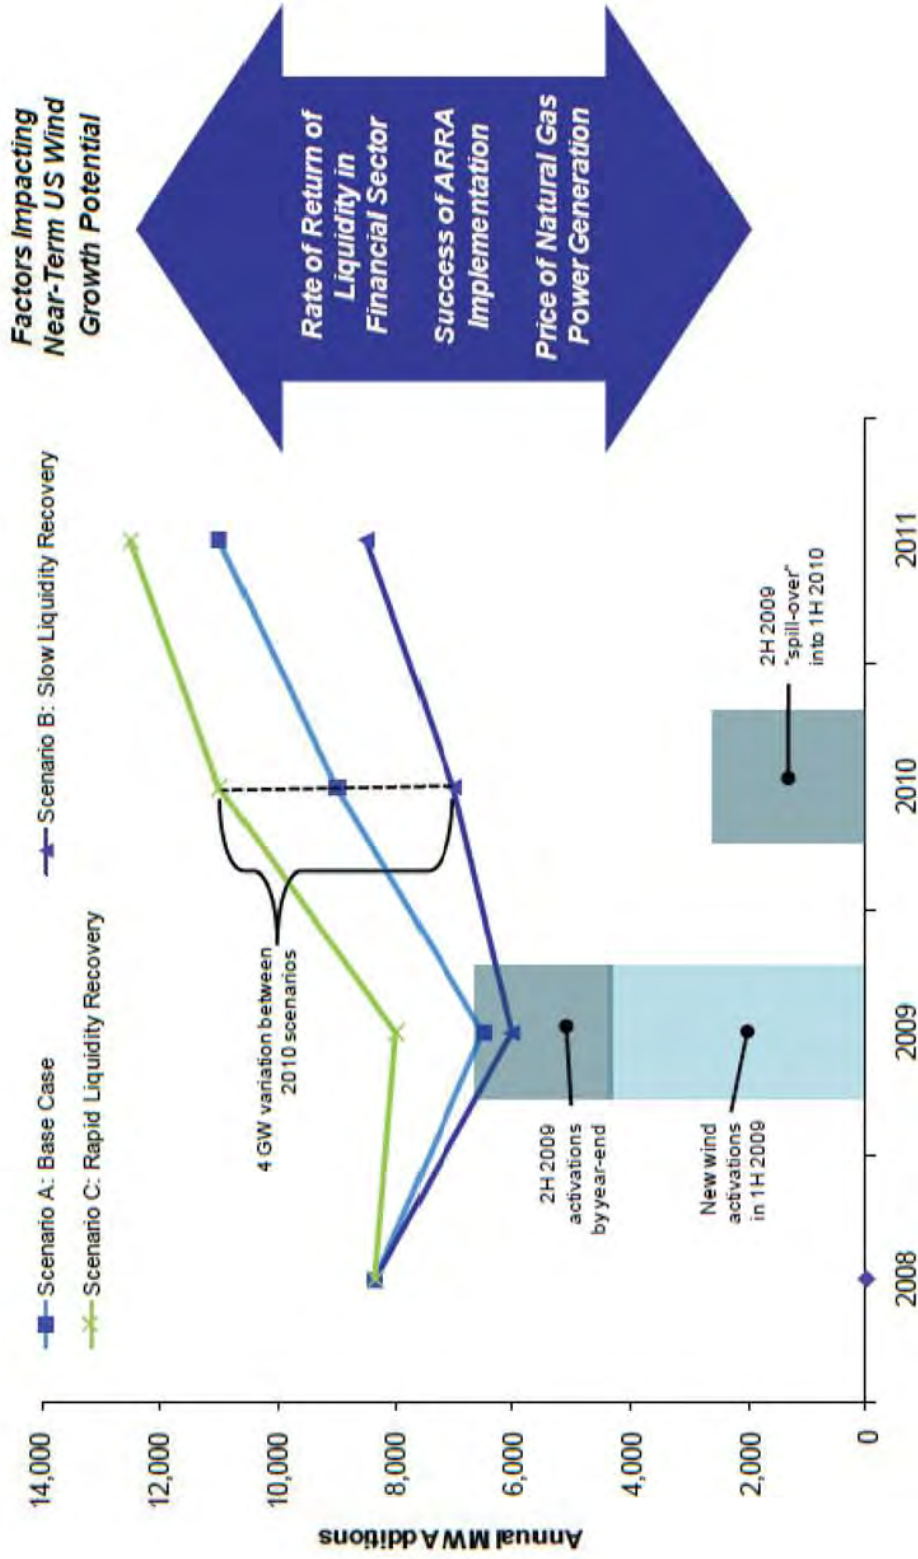 Scenario A: Base Case
Scenario B: Slow Liquidity Recovery
Scenario C: Rapid Liquidity Recovery
Factors Impacting
Near-Term US Wind
Growth Potential
14,000
12,000
10,000
8,000
6,000
4,000
2,000
0
Annual MW Additions
4 GW variation between
2010 scenarios
2H 2009
activations
by year-end
New wind
activations
in 1H 2009
2H 2009
"spill-over"
into 1H 2010
2008
2009
2010
2011
Rate of Return of
Liquidity in
Financial Sector
Success of ARRA
Implementation
Price of Natural Gas
Power Generation